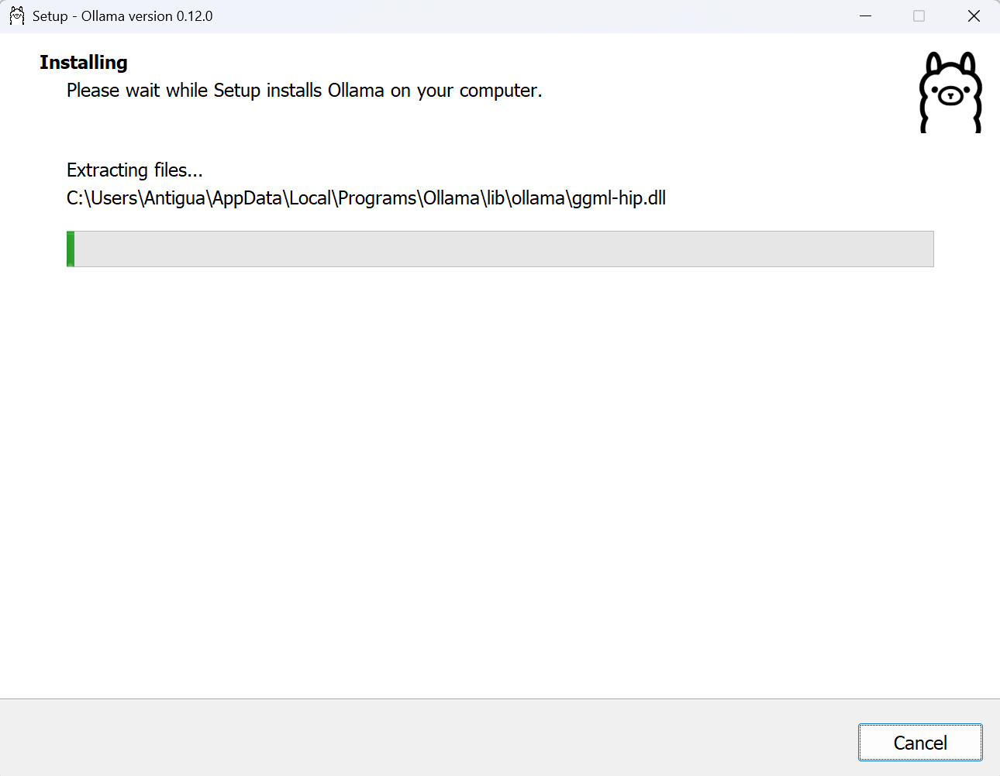 Setup - Ollama version 0.12.0
Installing
Please wait while Setup installs Ollama on your computer.
Extracting files...
C:\Users\Antigua\AppData\Local\Programs\Ollama\lib\ollama\ggml-hip.dll
Cancel